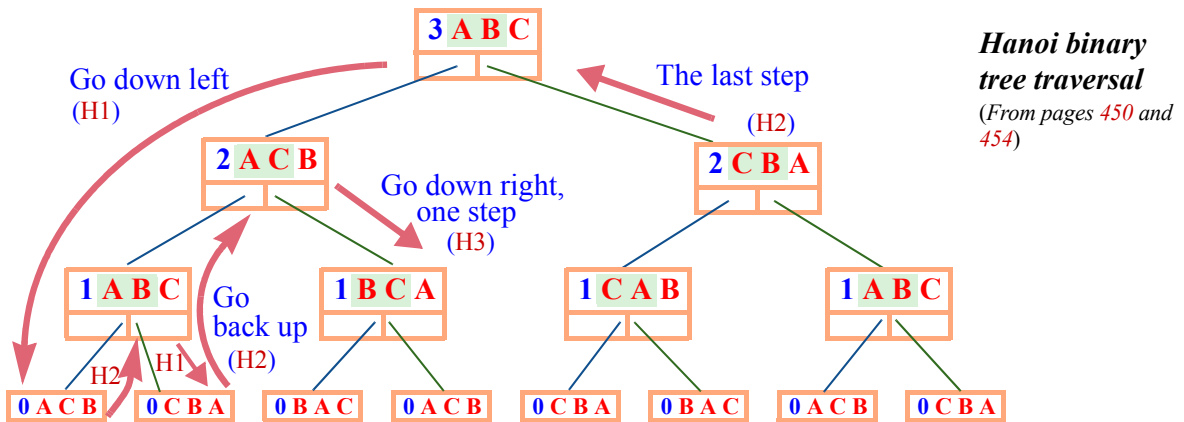 3 A B C
Hanoi binary
tree traversal
(From pages 450 and
454)
Go down left
(H1)
The last step
(H2)
2 A C B
2 C B A
Go down right,
one step
(H3)
1 A B C
1 B C A
1 C A B
1 A B C
Go
back up
(H2)
H2
H1
0 A C B
0 C B A
0 B A C
0 A C B
0 C B A
0 B A C
0 A C B
0 C B A